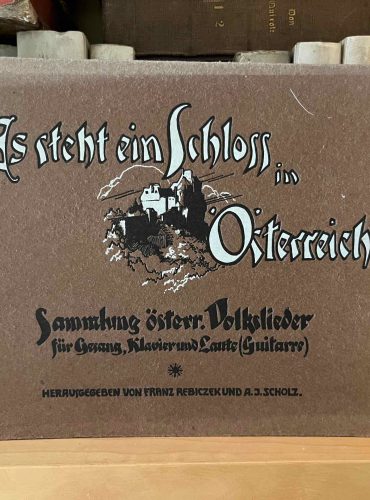 Es steht ein Schloss
in
Österreich
Sammlung österr. Volkslieder
für Gesang, Klavier und Laute (Guitarre)
HERAUSGEGEBEN VON FRANZ REBICZEK UND A. J. SCHOLZ.